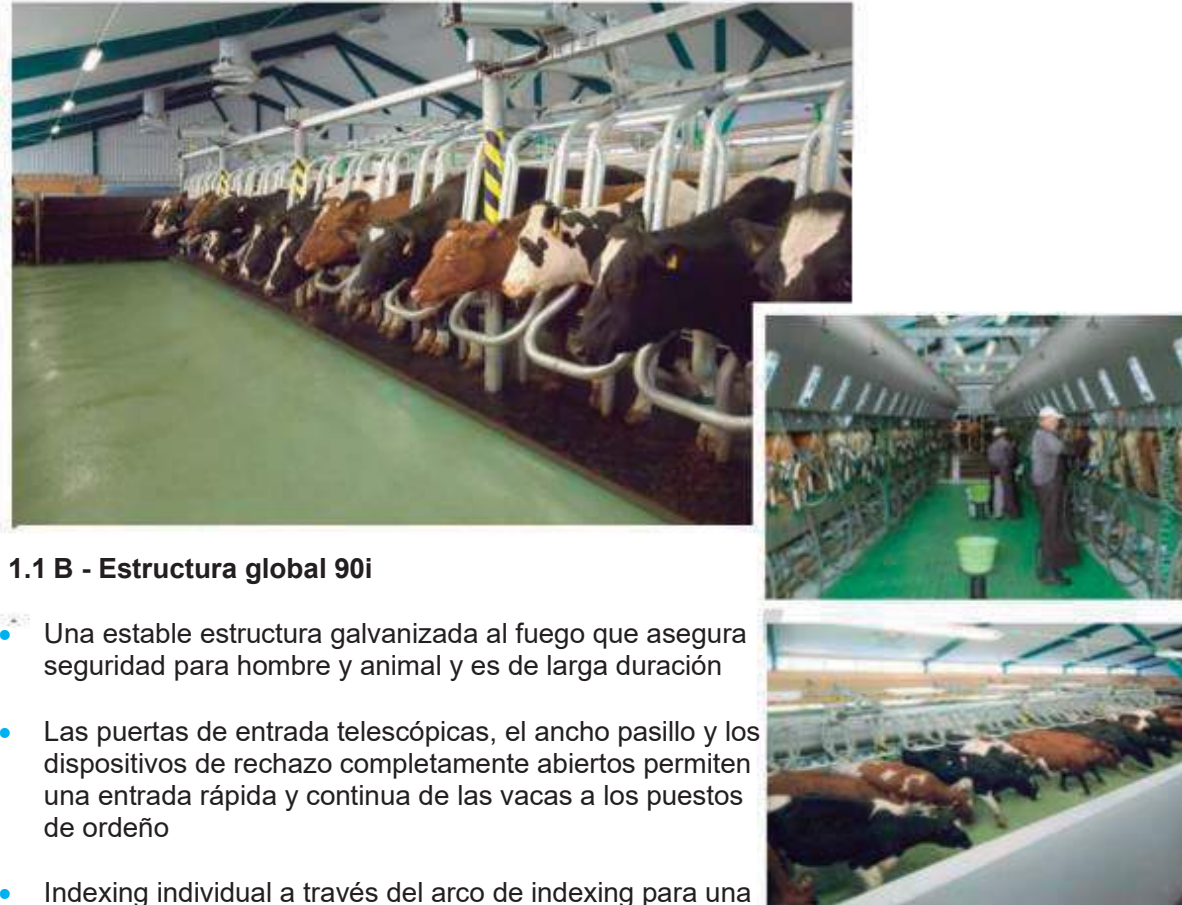 1.1 B - Estructura global 90i
Una estable estructura galvanizada al fuego que asegura
seguridad para hombre y animal y es de larga duración
Las puertas de entrada telescópicas, el ancho pasillo y los
dispositivos de rechazo completamente abiertos permiten
una entrada rápida y continua de las vacas a los puestos
de ordeño
Indexing individual a través del arco de indexing para una